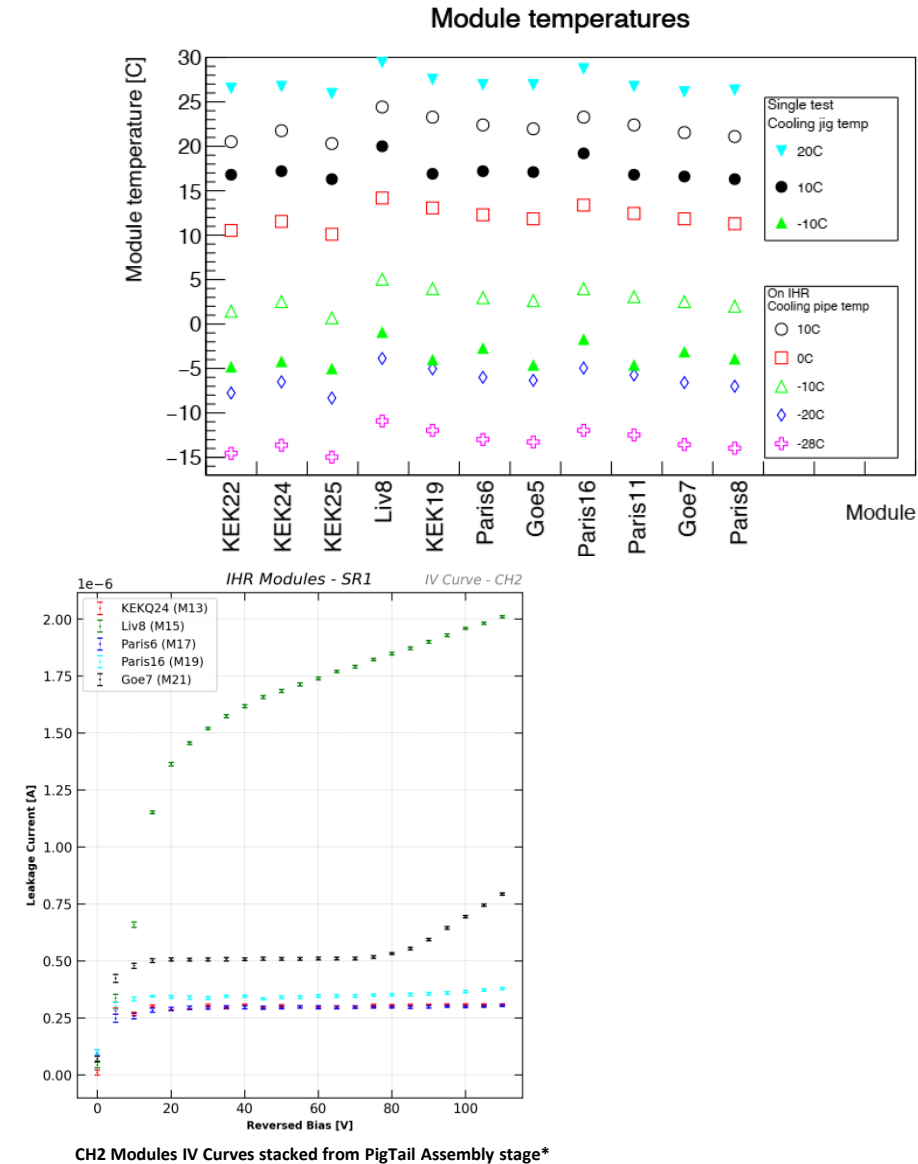 Module temperatures
Module temperature [C]
30
25
20
15
10
5
0
−5
−10
−15
KEK22
KEK24
KEK25
Liv8
KEK19
Paris6
Goe5
Paris16
Paris11
Goe7
Paris8
Module
Single test
Cooling jig temp
20C
10C
-10C
On IHR
Cooling pipe temp
10C
0C
-10C
-20C
-28C
IHR Modules - SR1
IV Curve - CH2
1e−6
KEKQ24 (M13)
Liv8 (M15)
Paris6 (M17)
Paris16 (M19)
Goe7 (M21)
Leakage Current [A]
2.00
1.75
1.50
1.25
1.00
0.75
0.50
0.25
0.00
0 20 40 60 80 100
Reversed Bias [V]
CH2 Modules IV Curves stacked from PigTail Assembly stage*